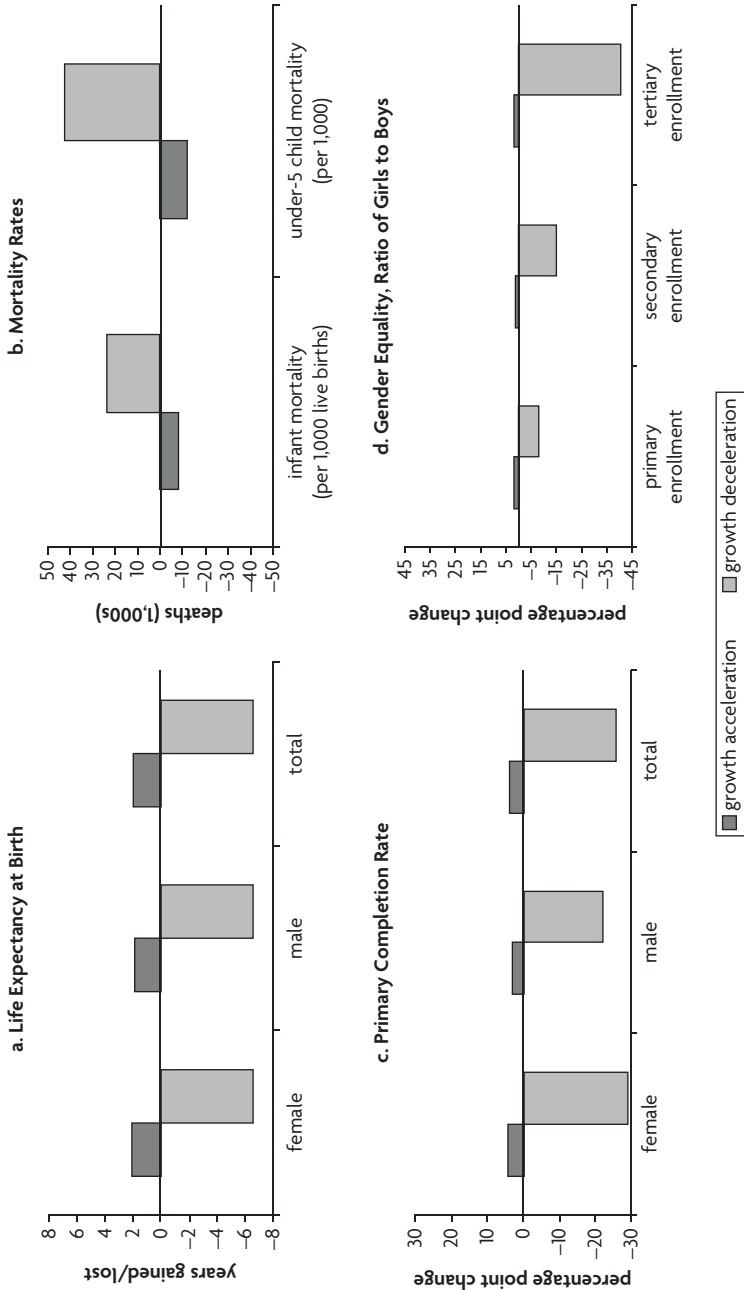 a. Life Expectancy at Birth
years gained/lost
8
6
4
2
0
−2
−4
−6
−8
female
male
total
b. Mortality Rates
deaths (1,000s)
50
40
30
20
10
0
−10
−20
−30
−40
−50
infant mortality
(per 1,000 live births)
under-5 child mortality
(per 1,000)
c. Primary Completion Rate
percentage point change
30
20
10
0
−10
−20
−30
female
male
total
d. Gender Equality, Ratio of Girls to Boys
percentage point change
45
35
25
15
5
−5
−15
−25
−35
−45
primary
enrollment
secondary
enrollment
tertiary
enrollment
growth acceleration
growth deceleration